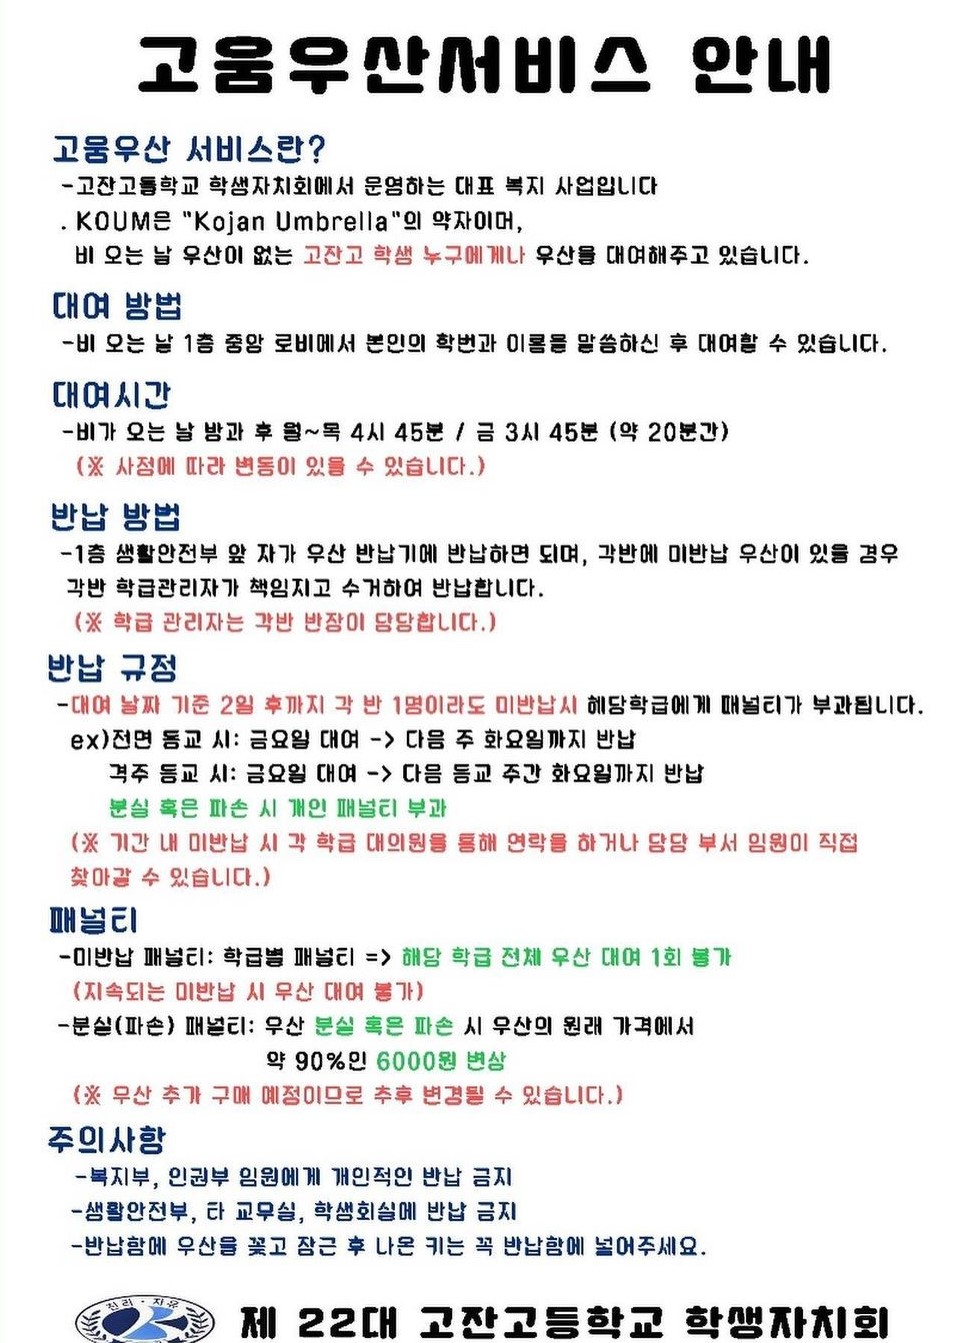 고움우산서비스 안내
고움우산 서비스란?
-고잔고등학교 학생자치회에서 운영하는 대표 복지 사업입니다
. KOUM은 "Kojan Umbrella"의 약자이며,
비 오는 날 우산이 없는 고잔고 학생 누구에게나 우산을 대여해주고 있습니다.
대여 방법
-비 오는 날 1층 중앙 로비에서 본인의 학번과 이름을 말씀하신 후 대여할 수 있습니다.
대여시간
-비가 오는 날 방과 후 월~목 4시 45분 / 금 3시 45분 (약 20분간)
(※ 사정에 따라 변동이 있을 수 있습니다.)
반납 방법
-1층 생활안전부 앞 자가 우산 반납기에 반납하면 되며, 각반에 미반납 우산이 있을 경우
각반 학급관리자가 책임지고 수거하여 반납합니다.
(※ 학급 관리자는 각반 반장이 담당합니다.)
반납 규정
-대여 날짜 기준 2일 후까지 각 반 1명이라도 미반납시 해당학급에게 패널티가 부과됩니다.
ex)전면 등교 시: 금요일 대여 -> 다음 주 화요일까지 반납
격주 등교 시: 금요일 대여 -> 다음 등교 주간 화요일까지 반납
분실 혹은 파손 시 개인 패널티 부과
(※ 기간 내 미반납 시 각 학급 대의원을 통해 연락을 하거나 담당 부서 임원이 직접
찾아갈 수 있습니다.)
패널티
-미반납 패널티: 학급별 패널티 => 해당 학급 전체 우산 대여 1회 불가
(지속되는 미반납 시 우산 대여 불가)
-분실(파손) 패널티: 우산 분실 혹은 파손 시 우산의 원래 가격에서
약 90%인 6000원 변상
(※ 우산 추가 구매 예정이므로 추후 변경될 수 있습니다.)
주의사항
-복지부, 인권부 임원에게 개인적인 반납 금지
-생활안전부, 타 교무실, 학생회실에 반납 금지
-반납함에 우산을 꽂고 잠근 후 나온 키는 꼭 반납함에 넣어주세요.
진리 · 자유
제 22대 고잔고등학교 학생자치회